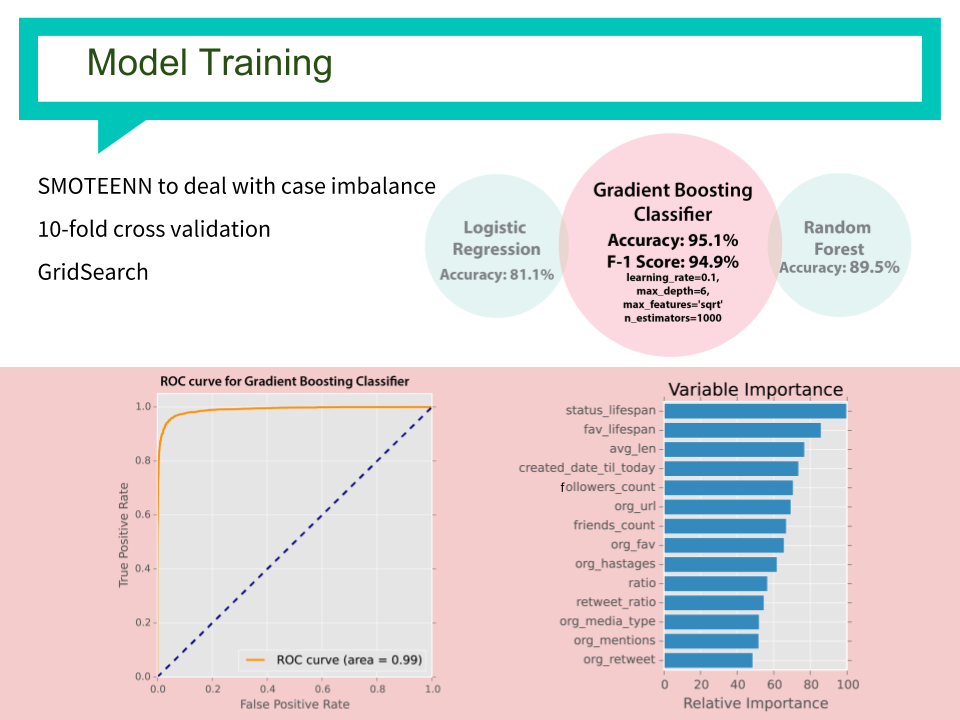 Model Training
SMOTEENN to deal with case imbalance
10-fold cross validation
GridSearch
Logistic
Regression
Accuracy: 81.1%
Gradient Boosting
Classifier
Accuracy: 95.1%
F-1 Score: 94.9%
learning_rate=0.1,
max_depth=6,
max_features='sqrt'
n_estimators=1000
Random
Forest
Accuracy: 89.5%
ROC curve for Gradient Boosting Classifier
True Positive Rate
1.0
0.8
0.6
0.4
0.2
0.0
ROC curve (area = 0.99)
0.0 0.2 0.4 0.6 0.8 1.0
False Positive Rate
Variable Importance
status_lifespan
fav_lifespan
avg_len
created_date_til_today
followers_count
org_url
friends_count
org_fav
org_hastages
ratio
retweet_ratio
org_media_type
org_mentions
org_retweet
0 20 40 60 80 100
Relative Importance